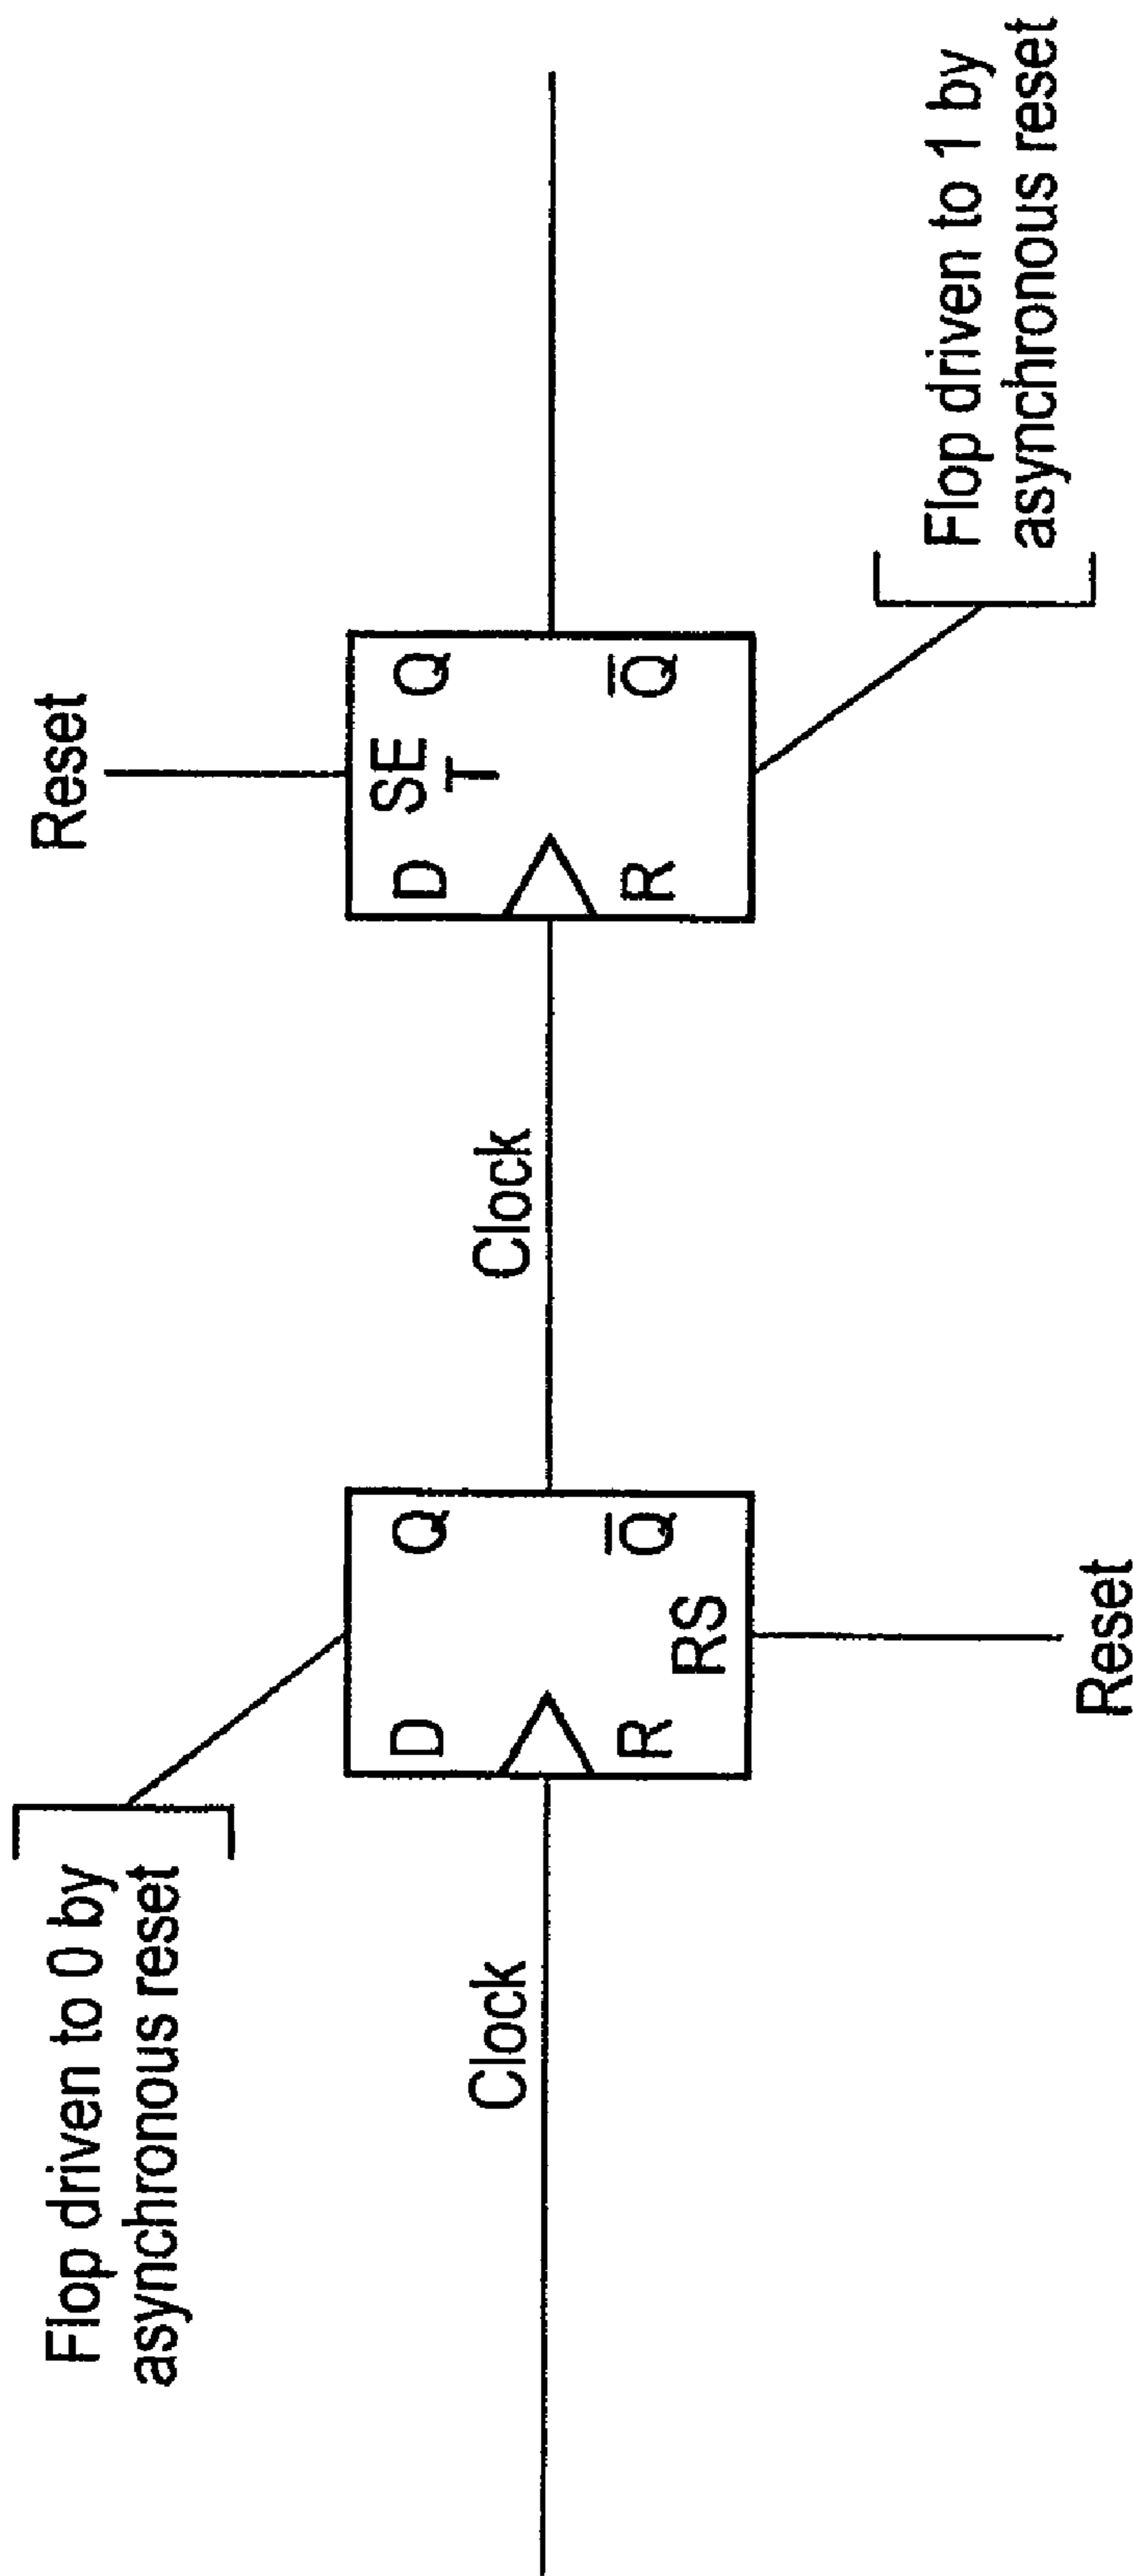 Flop driven to 0 by
asynchronous reset
Clock
D
Q
R
RS
Q̅
Reset
Clock
Reset
D
SE
T
Q
R
Q̅
Flop driven to 1 by
asynchronous reset